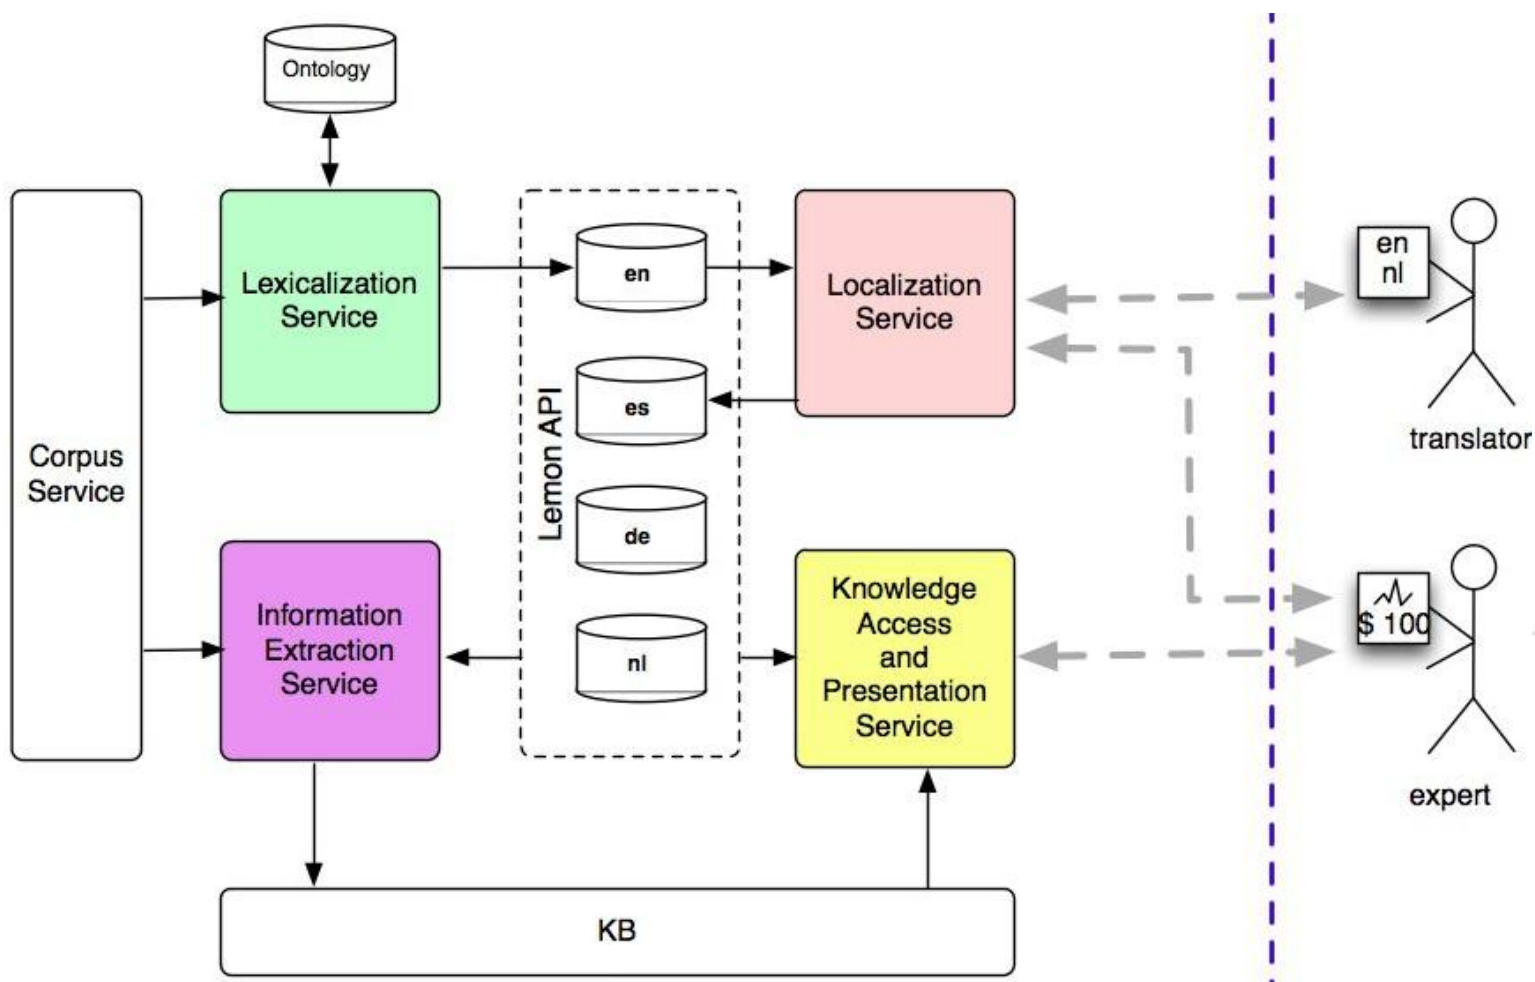 Ontology
Lexicalization
Service
en
Localization
Service
en
nl
translator
Corpus
Service
Lemon API
es
de
Information
Extraction
Service
nl
Knowledge
Access
and
Presentation
Service
$ 100
expert
KB